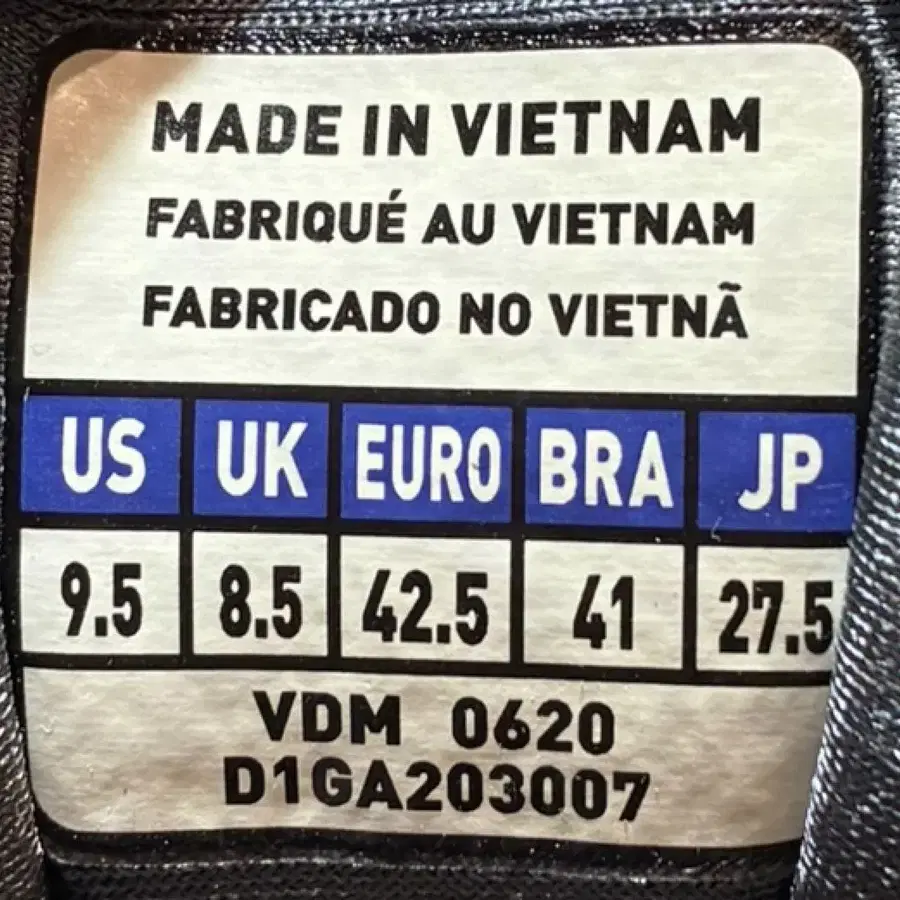 MADE IN VIETNAM
FABRIQUÉ AU VIETNAM
FABRICADO NO VIETNÃ
US UK EURO BRA JP
9.5 8.5 42.5 41 27.5
VDM 0620
D1GA203007